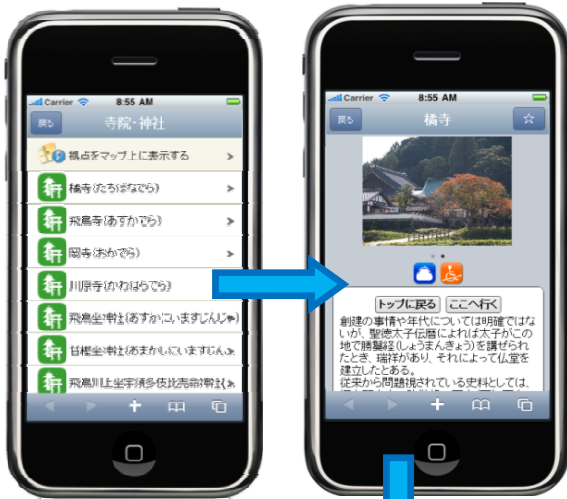 Carrier 8:55 AM
戻る 寺院・神社
拠点をマップ上に表示する
橘寺(たちばなでら)
飛鳥寺(あすかでら)
岡寺(おかでら)
川原寺(かわはらでら)
飛鳥坐神社(あすかにいますじんじゃ)
甘樫坐神社(あまかしにいますじんじゃ
飛鳥川上坐宇須多伎比売命神社(
Carrier 8:55 AM
戻る 橘寺
トップに戻る ここへ行く
創建の事情や年代については明確ではな
いが、聖徳太子伝暦によれば太子がこの
地で勝鬘経(しょうまんきょう)を講ぜられ
たとき、瑞祥があり、それによって仏堂を
建立したとある。
従来から問題視されている史料としては、